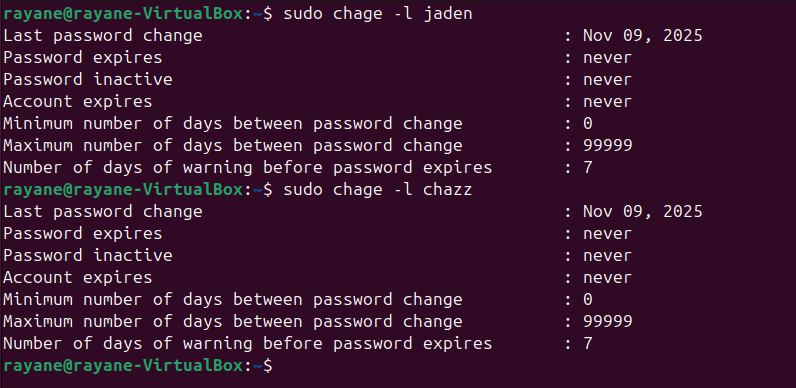 rayane@rayane-VirtualBox:~$ sudo chage -l jaden
Last password change : Nov 09, 2025
Password expires : never
Password inactive : never
Account expires : never
Minimum number of days between password change : 0
Maximum number of days between password change : 99999
Number of days of warning before password expires : 7
rayane@rayane-VirtualBox:~$ sudo chage -l chazz
Last password change : Nov 09, 2025
Password expires : never
Password inactive : never
Account expires : never
Minimum number of days between password change : 0
Maximum number of days between password change : 99999
Number of days of warning before password expires : 7
rayane@rayane-VirtualBox:~$